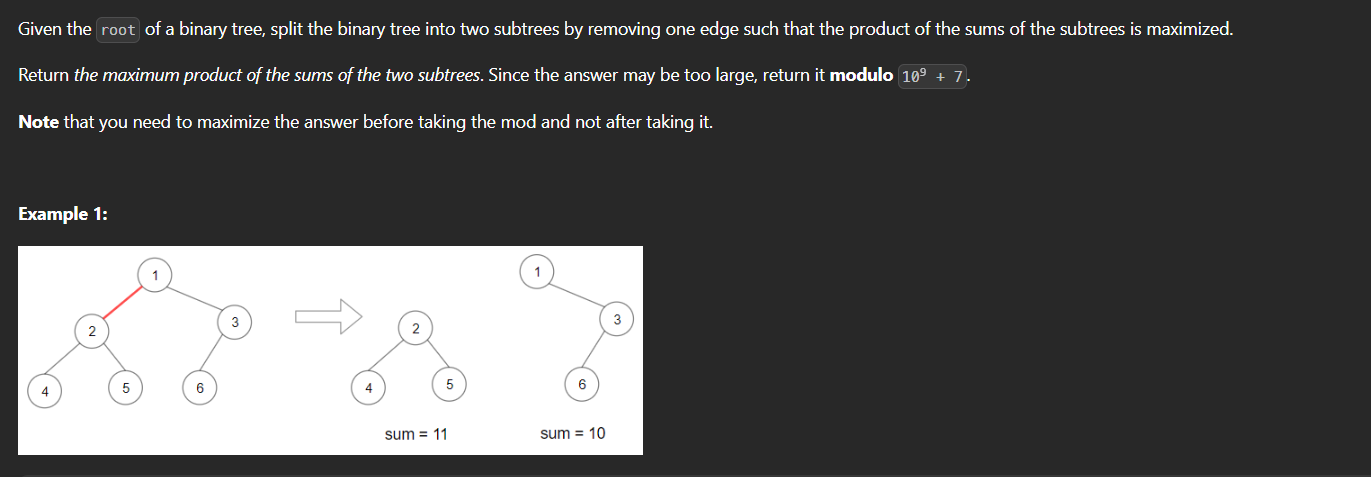 Given the root of a binary tree, split the binary tree into two subtrees by removing one edge such that the product of the sums of the subtrees is maximized.
Return the maximum product of the sums of the two subtrees. Since the answer may be too large, return it modulo 10⁹ + 7.
Note that you need to maximize the answer before taking the mod and not after taking it.
Example 1:
1 1
2 3 2 3
4 5 6 4 5 6
sum = 11 sum = 10